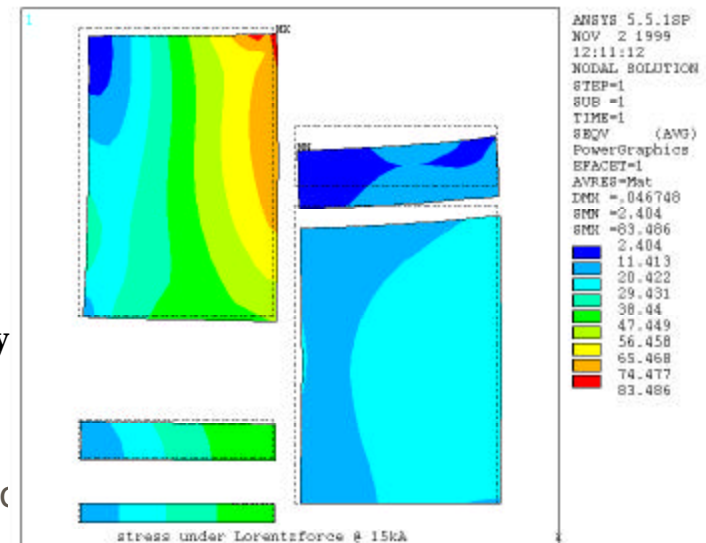 1
MX
MN
ANSYS 5.5.1SP
NOV 2 1999
12:11:12
NODAL SOLUTION
STEP=1
SUB =1
TIME=1
SEQV (AVG)
PowerGraphics
EFACET=1
AVRES=Mat
DMX =.046748
SMN =2.404
SMX =83.486
2.404
11.413
20.422
29.431
38.44
47.449
56.458
65.468
74.477
83.486
y
stress under Lorentzforce @ 15kA